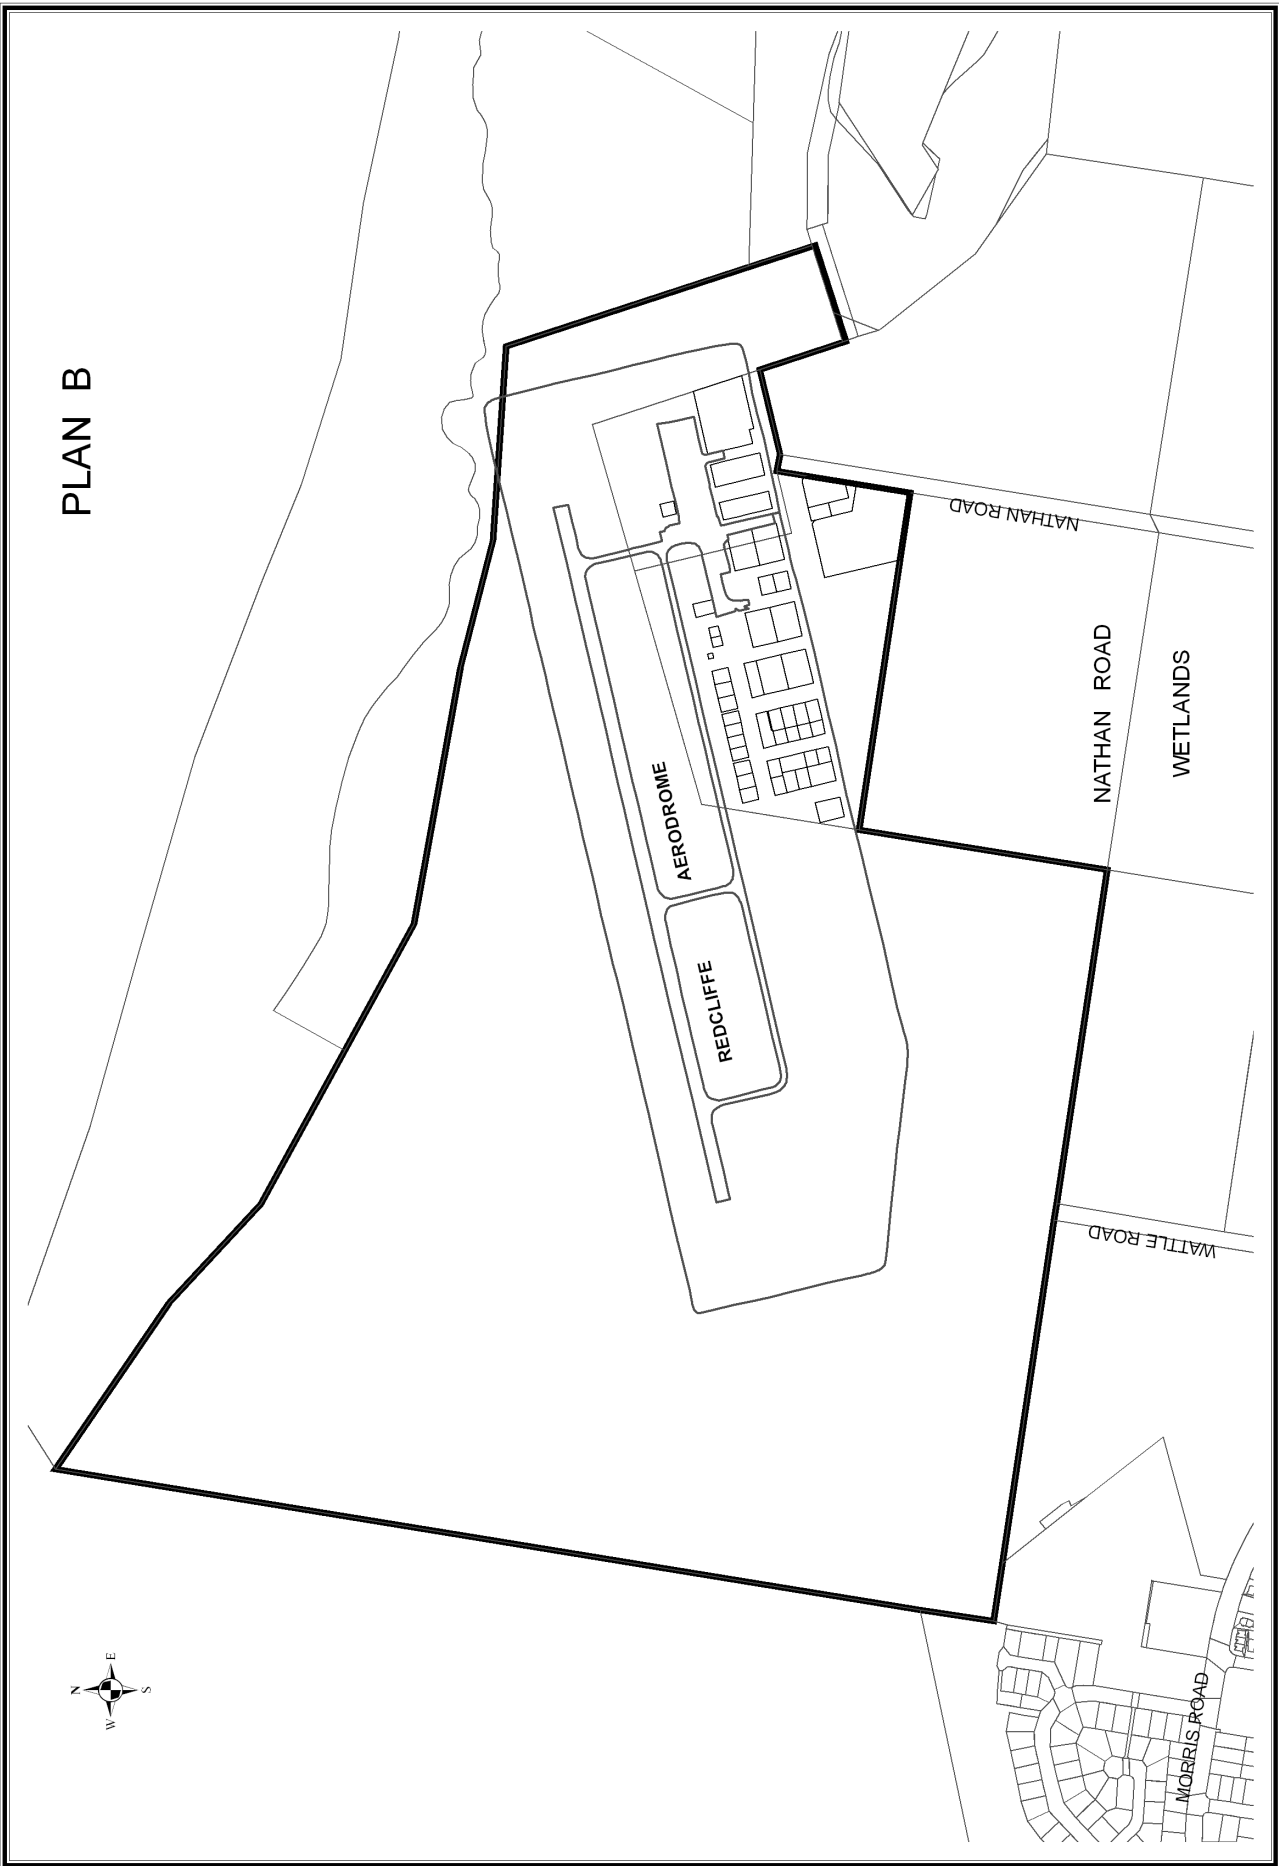 PLAN B
AERODROME
REDCLIFFE
NATHAN ROAD
NATHAN ROAD
WETLANDS
WATTLE ROAD
MORRIS ROAD
N
E
S
W